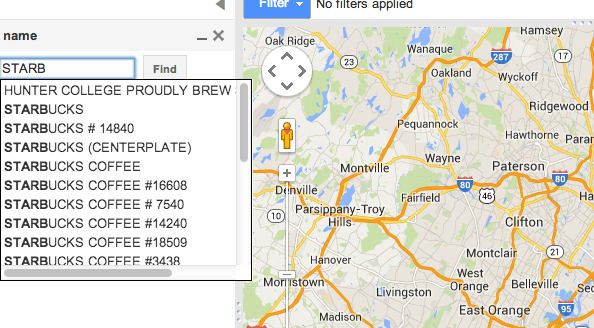 Filter No filters applied
name
STARB Find
HUNTER COLLEGE PROUDLY BREW
STARBUCKS
STARBUCKS # 14840
STARBUCKS (CENTERPLATE)
STARBUCKS COFFEE
STARBUCKS COFFEE #16608
STARBUCKS COFFEE # 7540
STARBUCKS COFFEE #14240
STARBUCKS COFFEE #18509
STARBUCKS COFFEE #3438
Oak Ridge
Wanaque
23
287
Oakland
Wyckoff
Ridgewood
Pequannock
Hawthorne
Paramus
Wayne
Paterson
Montville
80
80
Denville
46
Fairfield
10
Parsippany-Troy
Hills
Clifton
Montclair
21
Hanover
West
Orange
Belleville
Morristown
Livingston
Madison
East Orange
95